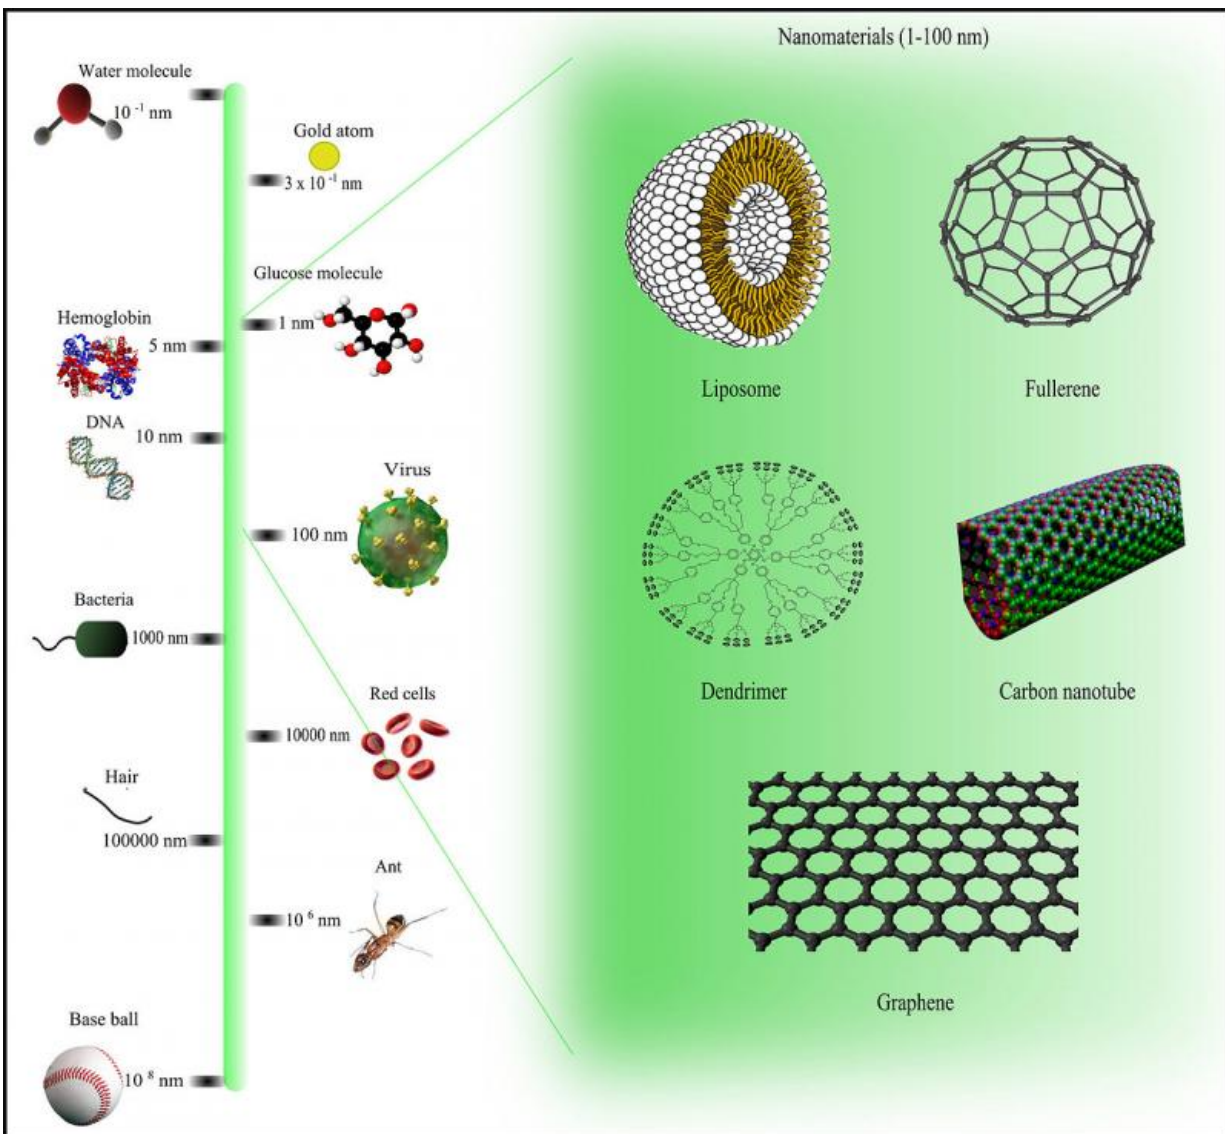 Nanomaterials (1-100 nm)
Water molecule
10 -1 nm
Gold atom
3 x 10 -1 nm
Glucose molecule
1 nm
Hemoglobin
5 nm
DNA
10 nm
Virus
100 nm
Bacteria
1000 nm
Red cells
10000 nm
Hair
100000 nm
Ant
10 6 nm
Base ball
10 8 nm
Liposome
Fullerene
Dendrimer
Carbon nanotube
Graphene